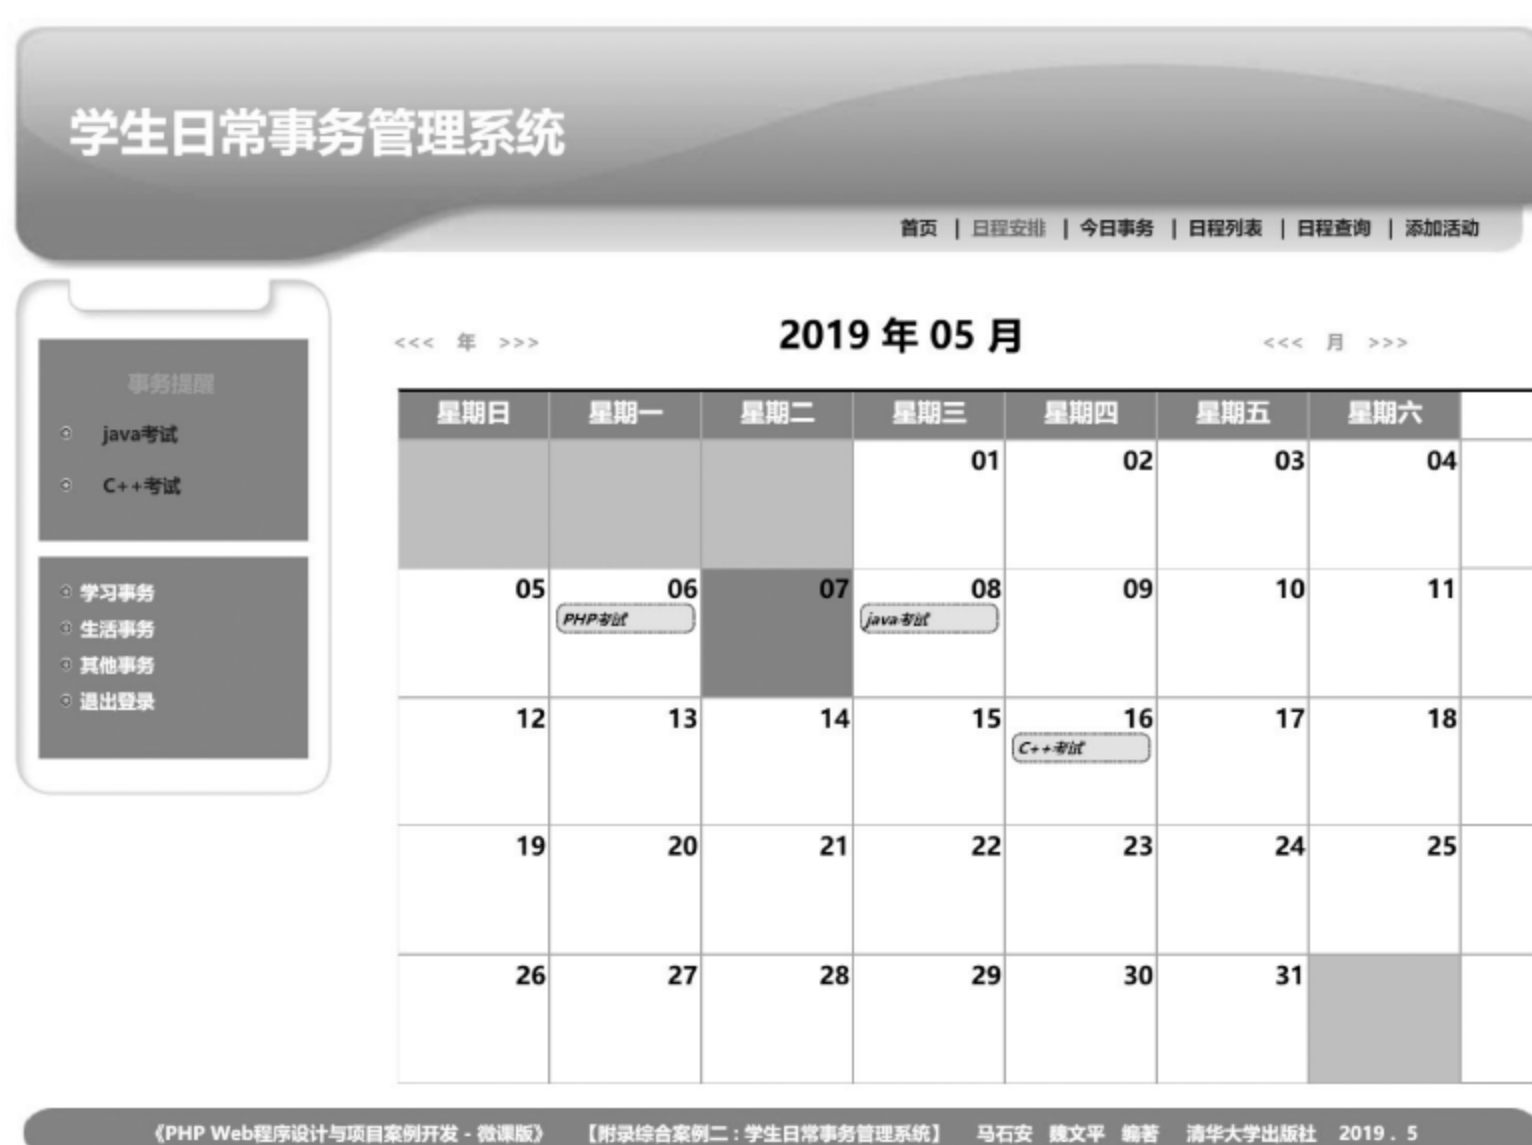 学生日常事务管理系统
首页 | 日程安排 | 今日事务 | 日程列表 | 日程查询 | 添加活动
事务提醒
java考试
C++考试
学习事务
生活事务
其他事务
退出登录
<<< 年 >>> 2019 年 05 月 <<< 月 >>>
星期日 星期一 星期二 星期三 星期四 星期五 星期六
01 02 03 04
05 06 07 08 09 10 11
PHP考试 java考试
12 13 14 15 16 17 18
C++考试
19 20 21 22 23 24 25
26 27 28 29 30 31
《PHP Web程序设计与项目案例开发 - 微课版》 【附录综合案例二：学生日常事务管理系统】 马石安 魏文平 编著 清华大学出版社 2019 . 5